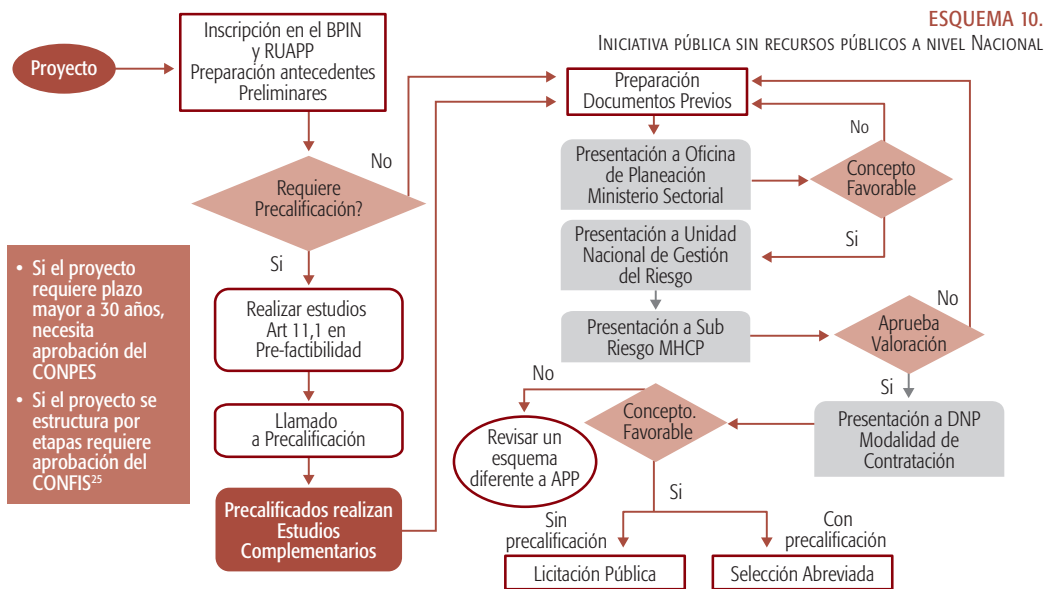 ESQUEMA 10.
Iniciativa pública sin recursos públicos a nivel Nacional
Proyecto
Inscripción en el BPIN
y RUAPP
Preparación antecedentes
Preliminares
No
Requiere
Precalificación?
Si
Realizar estudios
Art 11,1 en
Pre-factibilidad
Llamado
a Precalificación
Precalificados realizan
Estudios
Complementarios
• Si el proyecto
requiere plazo
mayor a 30 años,
necesita
aprobación del
CONPES
• Si el proyecto se
estructura por
etapas requiere
aprobación del
CONFIS²⁵
Preparación
Documentos Previos
No
Presentación a Oficina
de Planeación
Ministerio Sectorial
Concepto
Favorable
Si
Presentación a Unidad
Nacional de Gestión
del Riesgo
Presentación a Sub
Riesgo MHCP
No
Aprueba
Valoración
Si
Presentación a DNP
Modalidad de
Contratación
No
Concepto.
Favorable
Revisar un
esquema
diferente a APP
Si
Sin
precalificación
Con
precalificación
Licitación Pública
Selección Abreviada